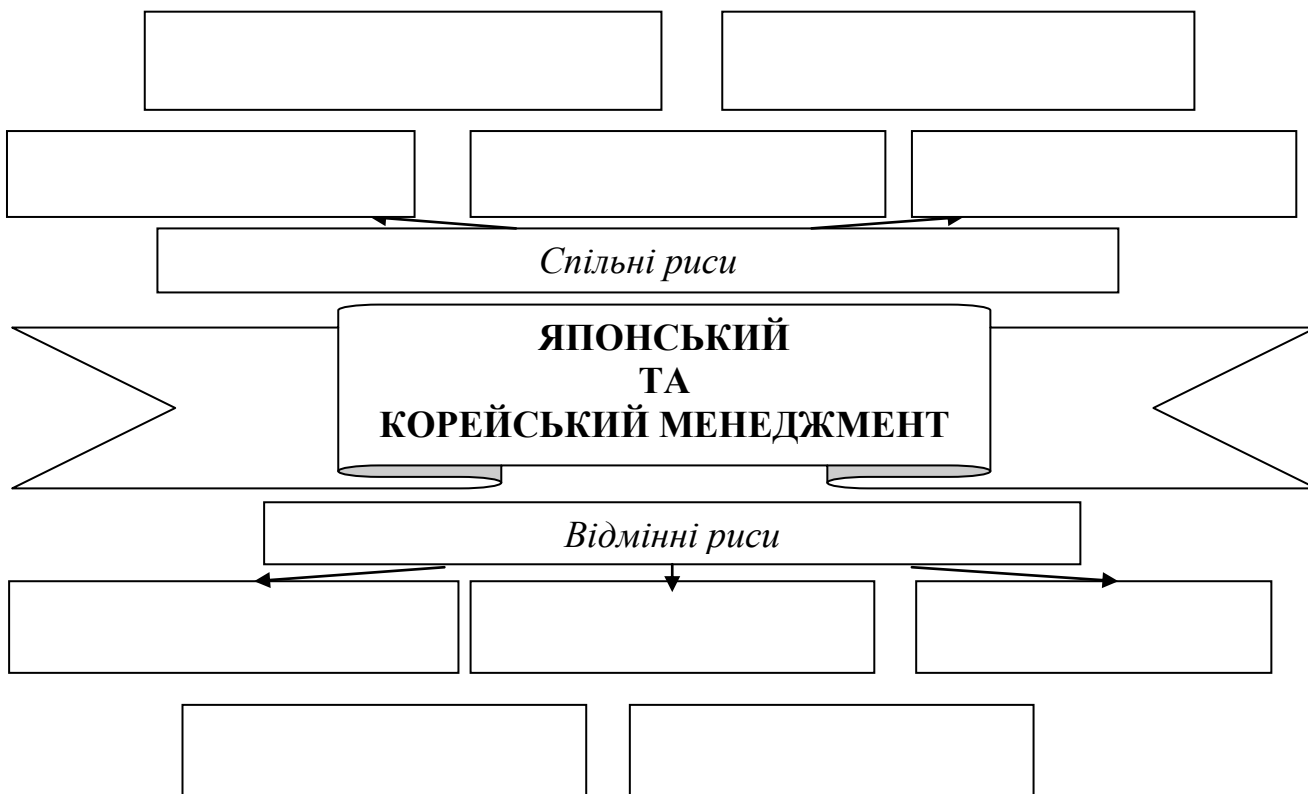 Спільні риси
ЯПОНСЬКИЙ
ТА
КОРЕЙСЬКИЙ МЕНЕДЖМЕНТ
Відмінні риси